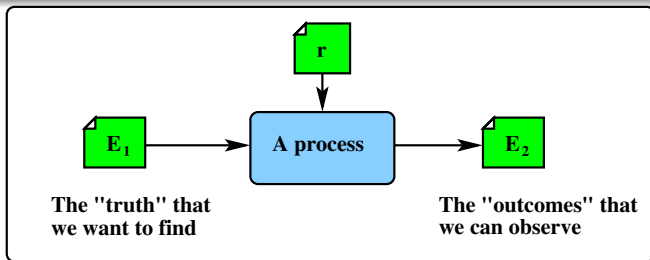 r
E1
A process
E2
The "truth" that
we want to find
The "outcomes" that
we can observe